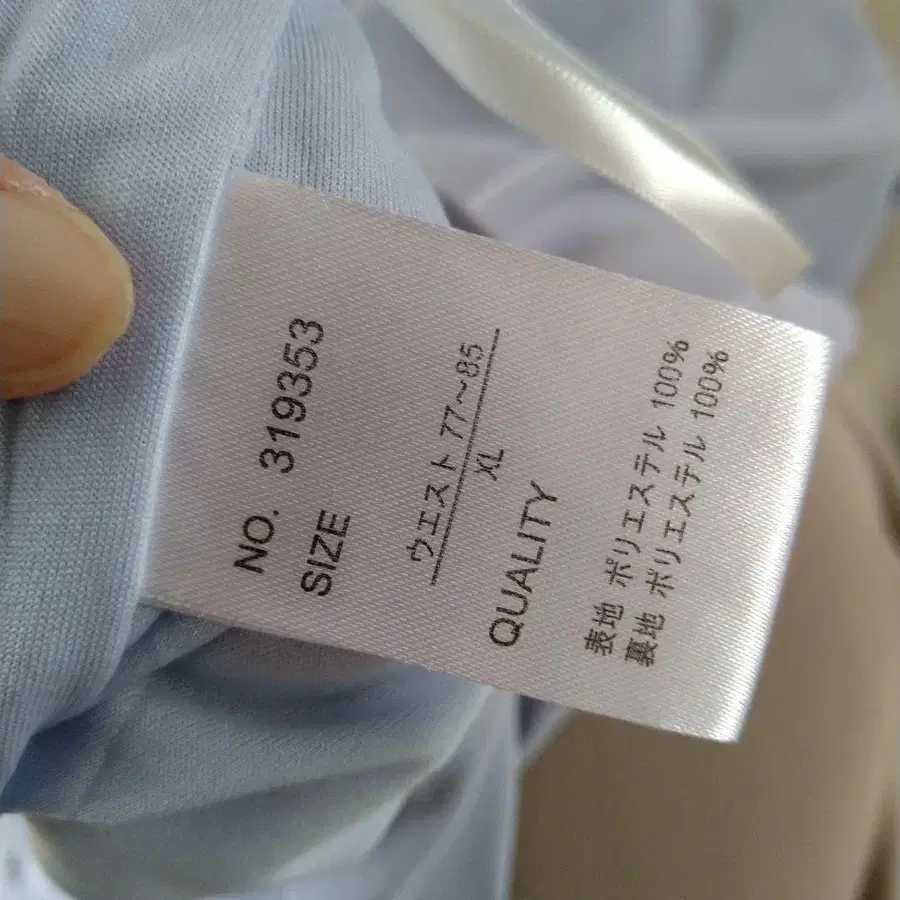 NO. 319353
SIZE
ウエスト 77〜85
XL
QUALITY
表地 ポリエステル 100%
裏地 ポリエステル 100%